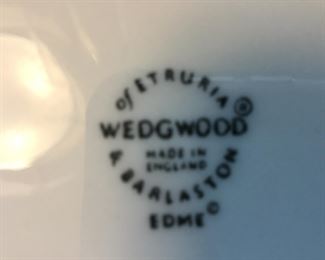 of ETRURIA ®
WEDGWOOD
MADE IN
ENGLAND
& BARLASTON
EDME ©